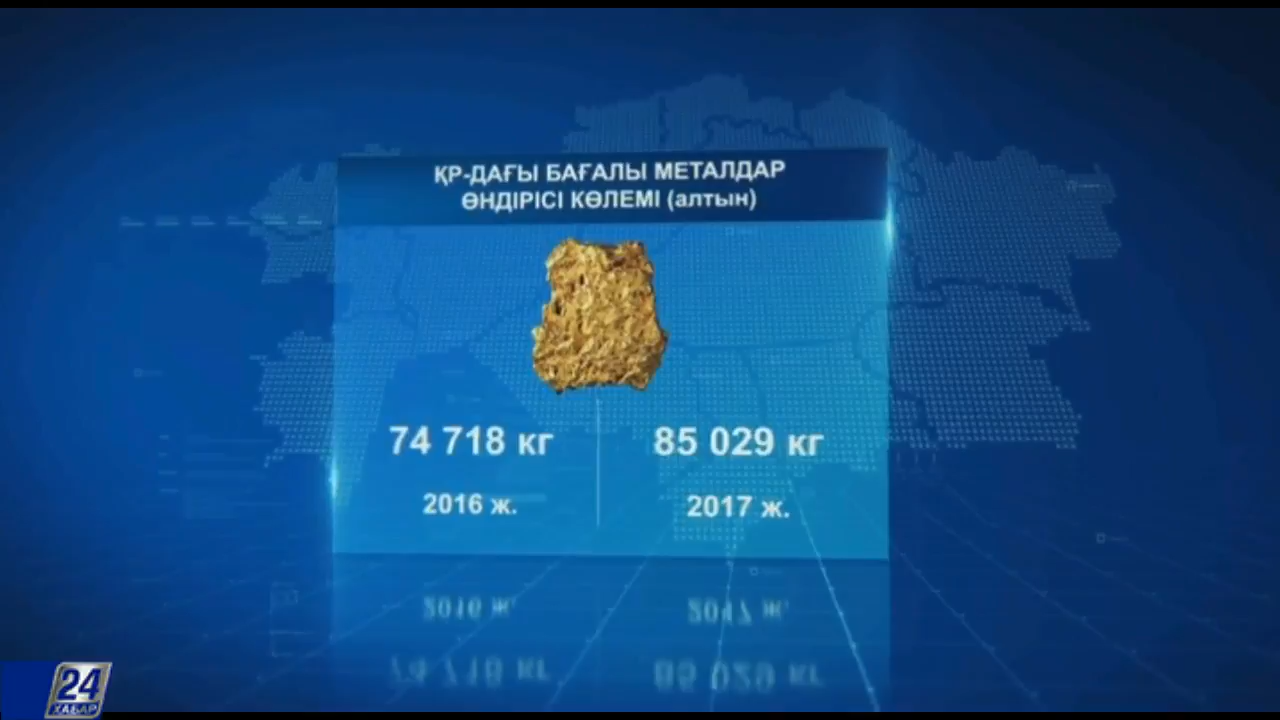 ҚР-ДАҒЫ БАҒАЛЫ МЕТАЛДАР
ӨНДІРІСІ КӨЛЕМІ (алтын)
74 718 кг
85 029 кг
2016 ж.
2017 ж.
24
ХАБАР